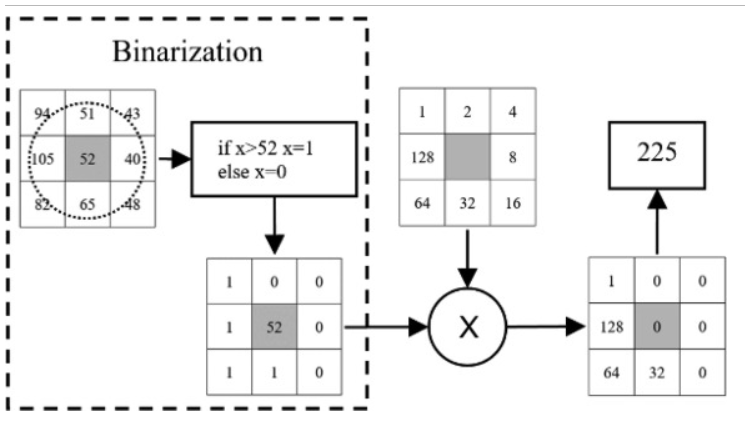 Binarization
94 51 43
105 52 40
82 65 48
if x>52 x=1
else x=0
1 0 0
1 52 0
1 1 0
1 2 4
128 8
64 32 16
X
1 0 0
128 0 0
64 32 0
225